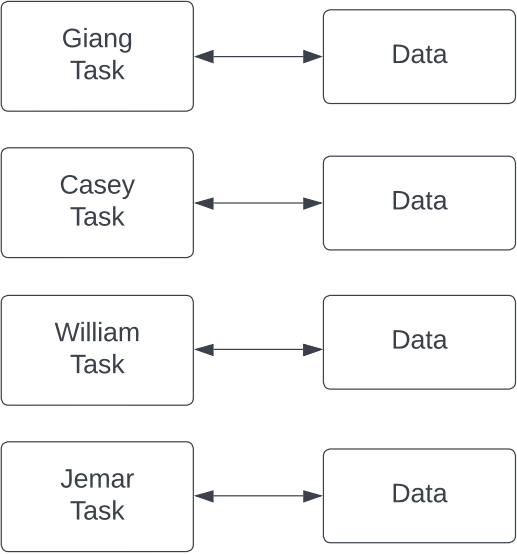 Giang
Task
Data
Casey
Task
Data
William
Task
Data
Jemar
Task
Data